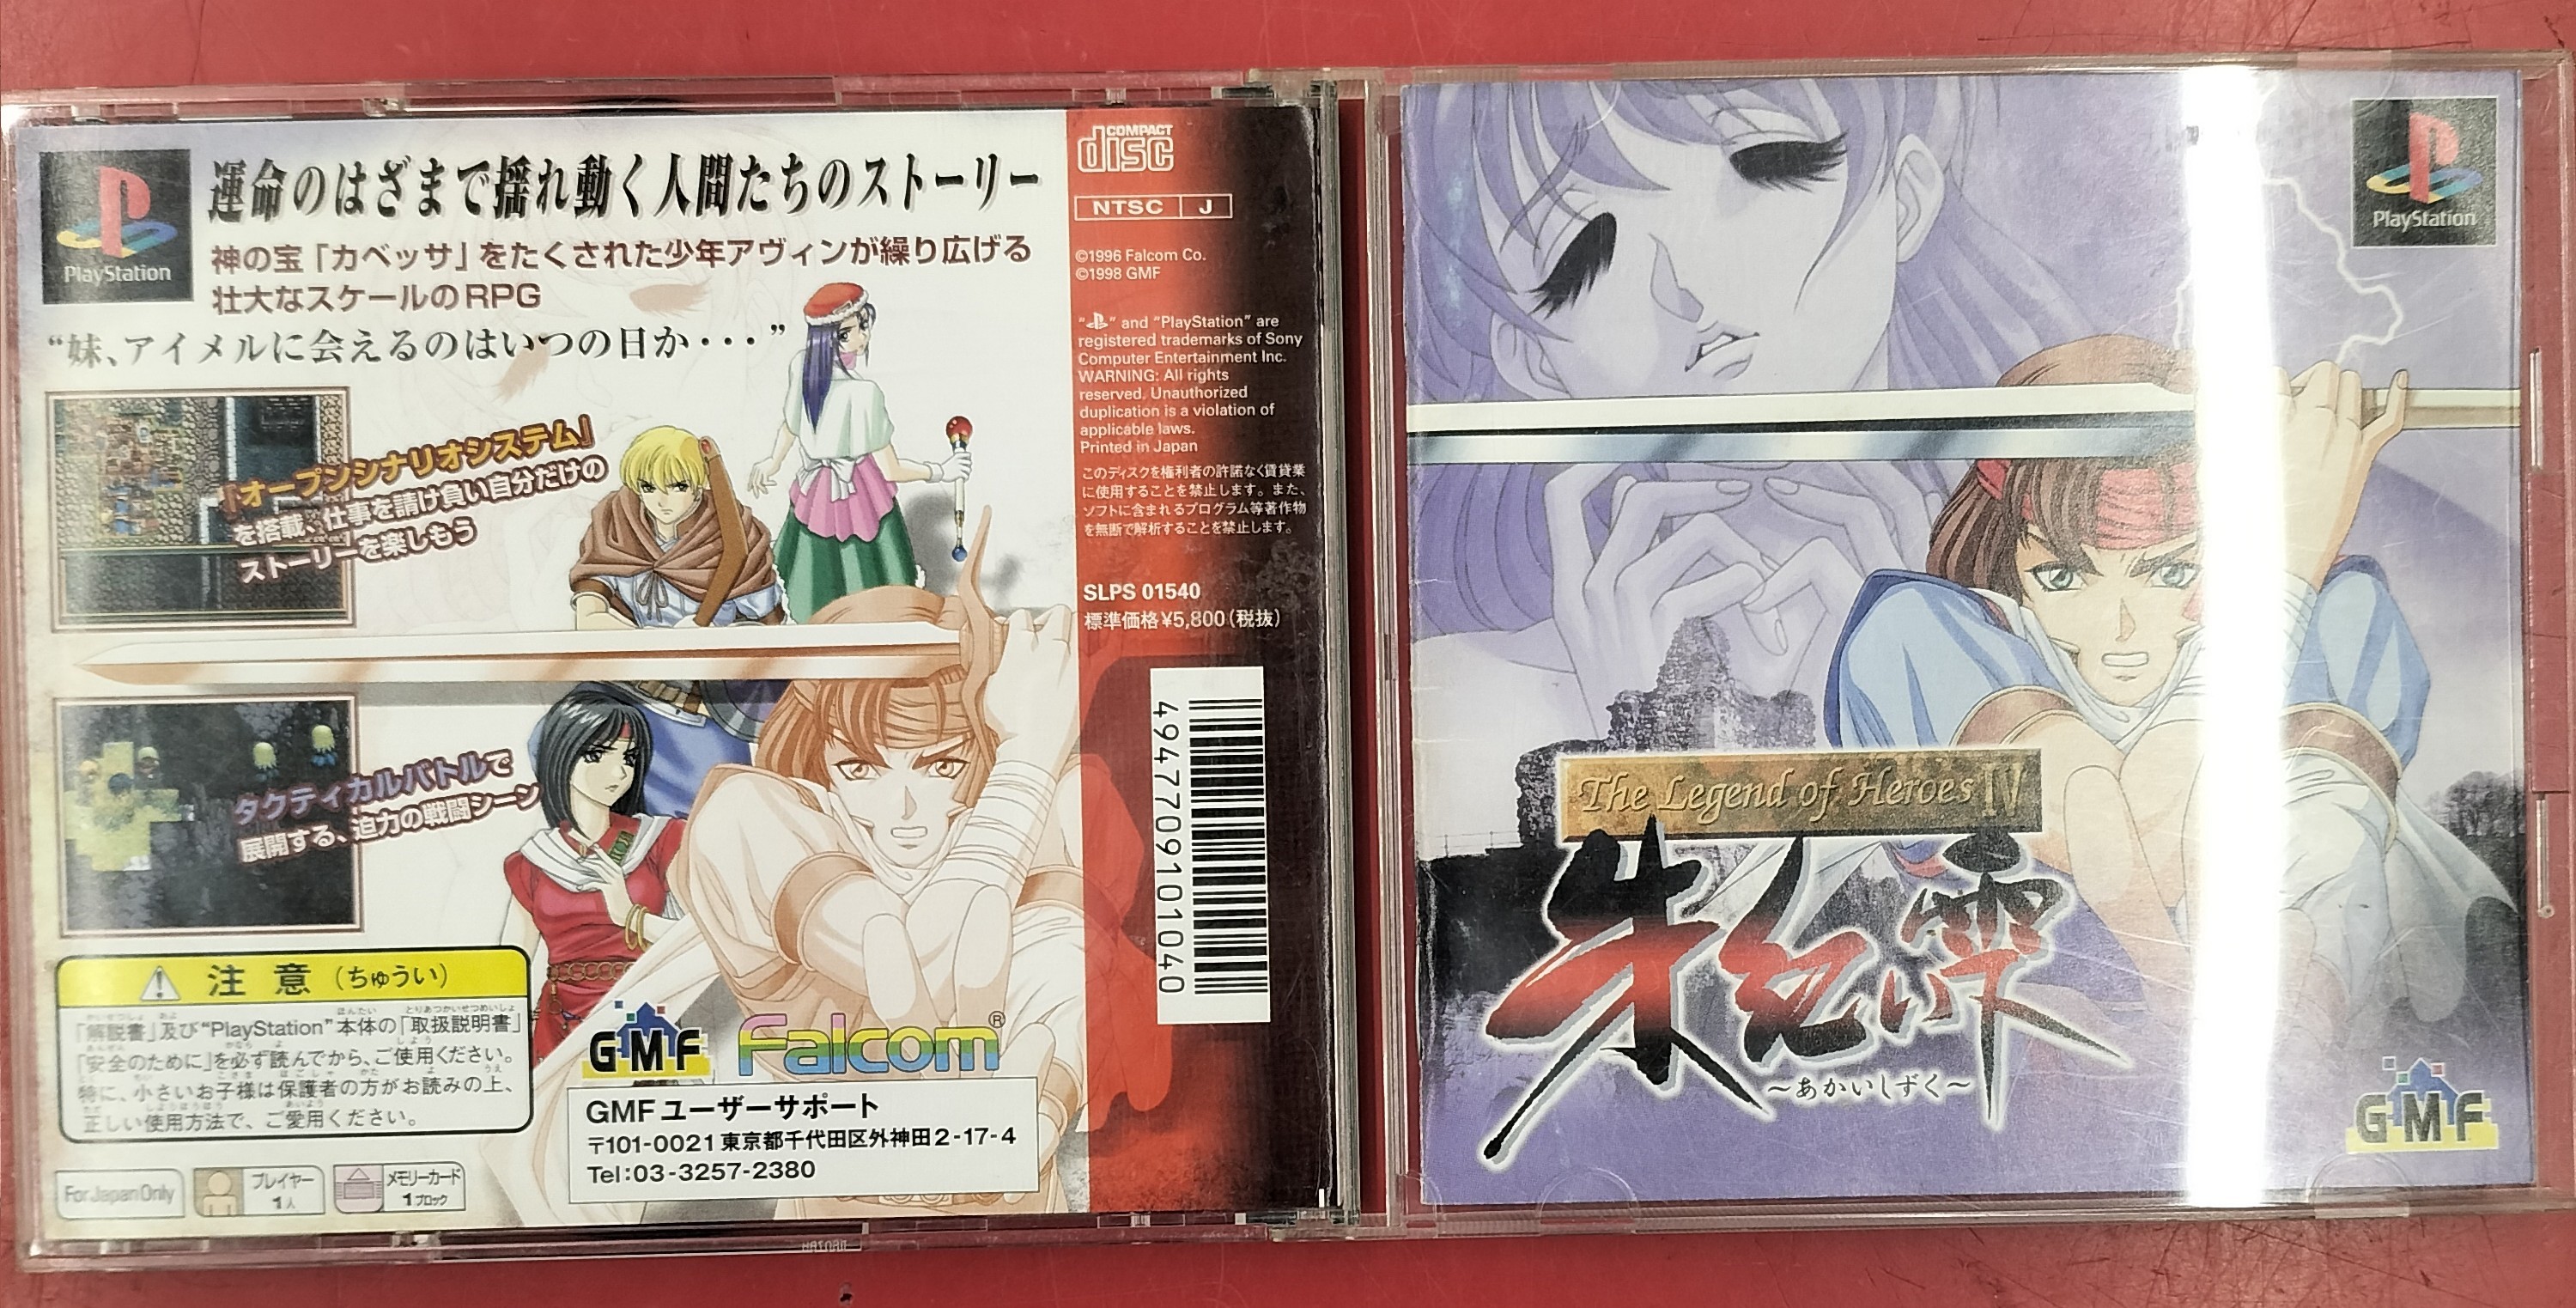 PlayStation
運命のはざまで揺れ動く人間たちのストーリー
神の宝「カベッサ」をたくされた少年アヴィンが繰り広げる
壮大なスケールのRPG
“妹、アイメルに会えるのはいつの日か・・・”
『オープンシナリオシステム』
を搭載、仕事を請け負い自分だけの
ストーリーを楽しもう
タクティカルバトルで
展開する、迫力の戦闘シーン
注意(ちゅうい)
「解説書」及び“PlayStation”本体の「取扱説明書」
「安全のために」を必ず読んでから、ご使用ください。
特に、小さいお子様は保護者の方がお読みの上、
正しい使用方法で、ご愛用ください。
For Japan Only
プレイヤー
1人
メモリーカード
1ブロック
GMF
Falcom®
GMFユーザーサポート
〒101-0021 東京都千代田区外神田2-17-4
Tel:03-3257-2380
COMPACT
disc
NTSC J
©1996 Falcom Co.
©1998 GMF
“ ” and “PlayStation” are
registered trademarks of Sony
Computer Entertainment Inc.
WARNING: All rights
reserved. Unauthorized
duplication is a violation of
applicable laws.
Printed in Japan
このディスクを権利者の許諾なく賃貸業
に使用することを禁止します。また、
ソフトに含まれるプログラム等著作物
を無断で解析することを禁止します。
SLPS 01540
標準価格¥5,800(税抜)
4947709101040
PlayStation
The Legend of Heroes IV
朱紅い雫
～あかいしずく～
GMF